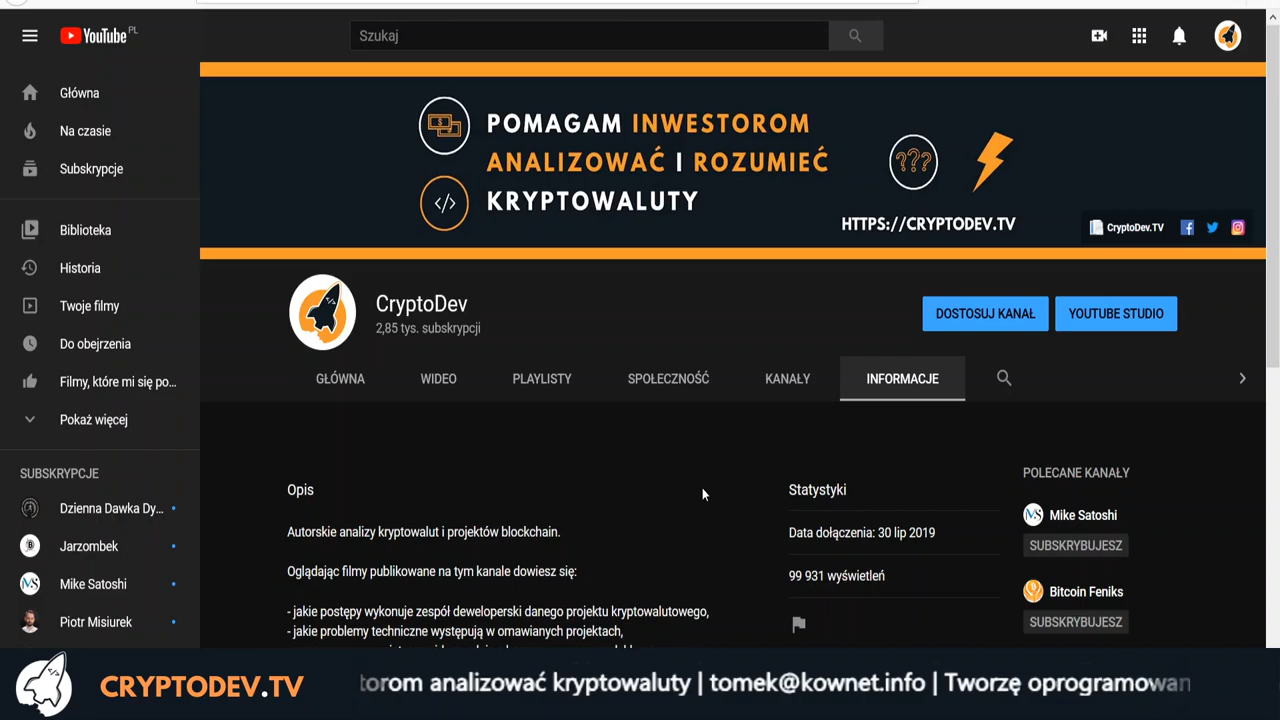 YouTube PL
Szukaj
Główna
Na czasie
Subskrypcje
Biblioteka
Historia
Twoje filmy
Do obejrzenia
Filmy, które mi się po...
Pokaż więcej
SUBSKRYPCJE
Dzienna Dawka Dy...
Jarzombek
Mike Satoshi
Piotr Misiurek
POMAGAM INWESTOROM
ANALIZOWAĆ I ROZUMIEĆ
KRYPTOWALUTY
$
</>
???
HTTPS://CRYPTODEV.TV
CryptoDev.TV
CryptoDev
2,85 tys. subskrypcji
DOSTOSUJ KANAŁ
YOUTUBE STUDIO
GŁÓWNA
WIDEO
PLAYLISTY
SPOŁECZNOŚĆ
KANAŁY
INFORMACJE
Opis
Autorskie analizy kryptowalut i projektów blockchain.
Oglądając filmy publikowane na tym kanale dowiesz się:
- jakie postępy wykonuje zespół deweloperski danego projektu kryptowalutowego,
- jakie problemy techniczne występują w omawianych projektach,
Statystyki
Data dołączenia: 30 lip 2019
99 931 wyświetleń
POLECANE KANAŁY
Mike Satoshi
SUBSKRYBUJESZ
Bitcoin Feniks
SUBSKRYBUJESZ
CRYPTODEV.TV
torom analizować kryptowaluty | tomek@kownet.info | Tworzę oprogramowan